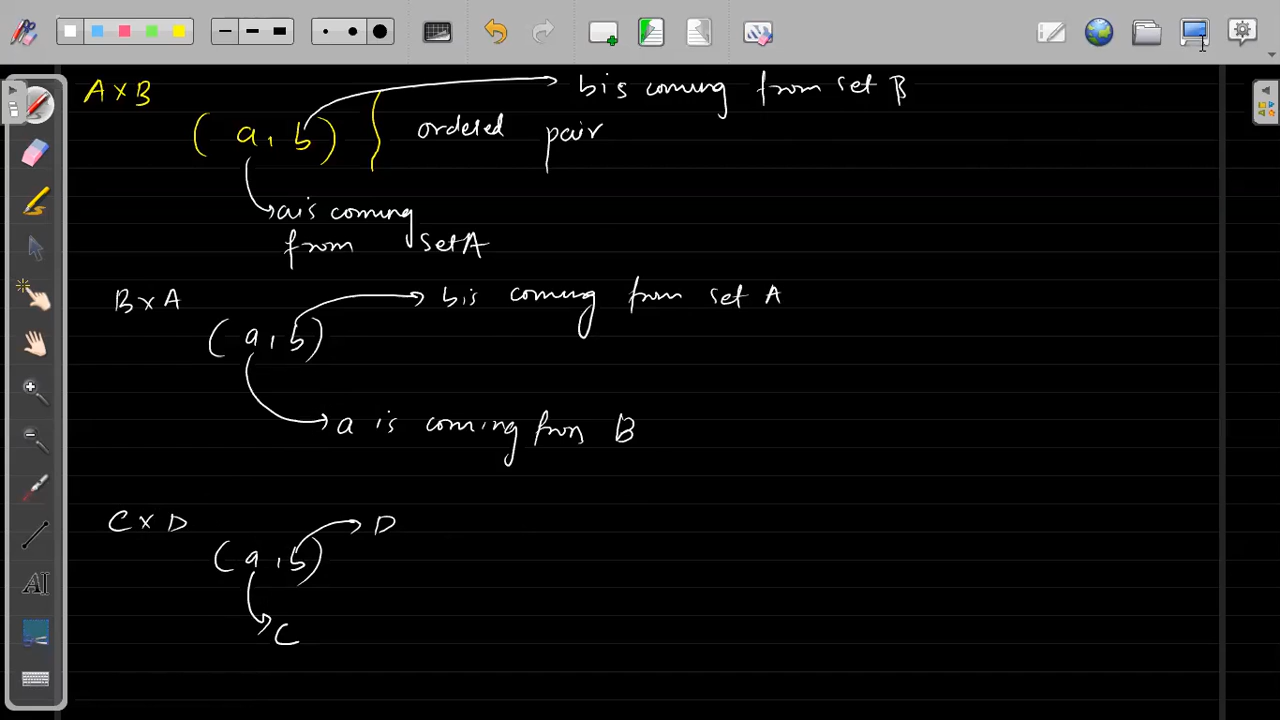 A × B
b is coming from set B
(a, b) } ordered pair
a is coming
from set A
B × A
b is coming from set A
(a, b)
a is coming from B
C × D
D
(a, b)
C